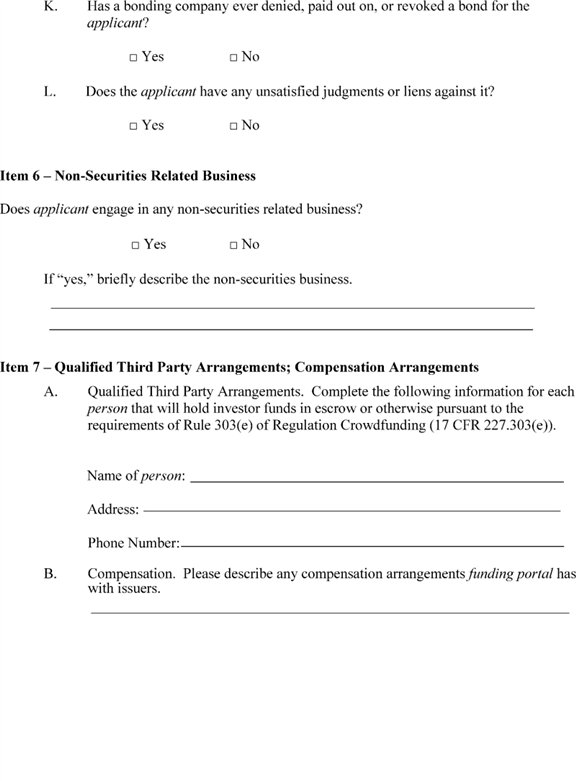 K. Has a bonding company ever denied, paid out on, or revoked a bond for the
applicant?
□ Yes □ No
L. Does the applicant have any unsatisfied judgments or liens against it?
□ Yes □ No
Item 6 – Non-Securities Related Business
Does applicant engage in any non-securities related business?
□ Yes □ No
If “yes,” briefly describe the non-securities business.
Item 7 – Qualified Third Party Arrangements; Compensation Arrangements
A. Qualified Third Party Arrangements. Complete the following information for each
person that will hold investor funds in escrow or otherwise pursuant to the
requirements of Rule 303(e) of Regulation Crowdfunding (17 CFR 227.303(e)).
Name of person:
Address:
Phone Number:
B. Compensation. Please describe any compensation arrangements funding portal has
with issuers.